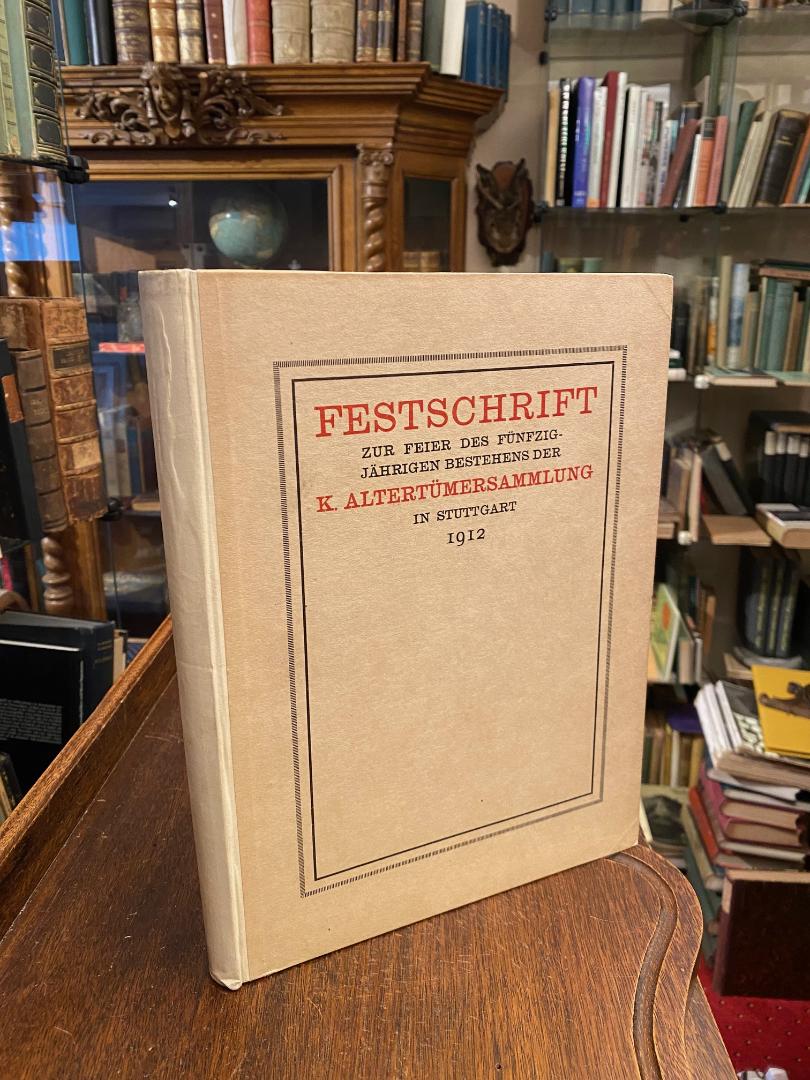 FESTSCHRIFT
ZUR FEIER DES FÜNFZIG-
JÄHRIGEN BESTEHENS DER
K. ALTERTÜMERSAMMLUNG
IN STUTTGART
1912